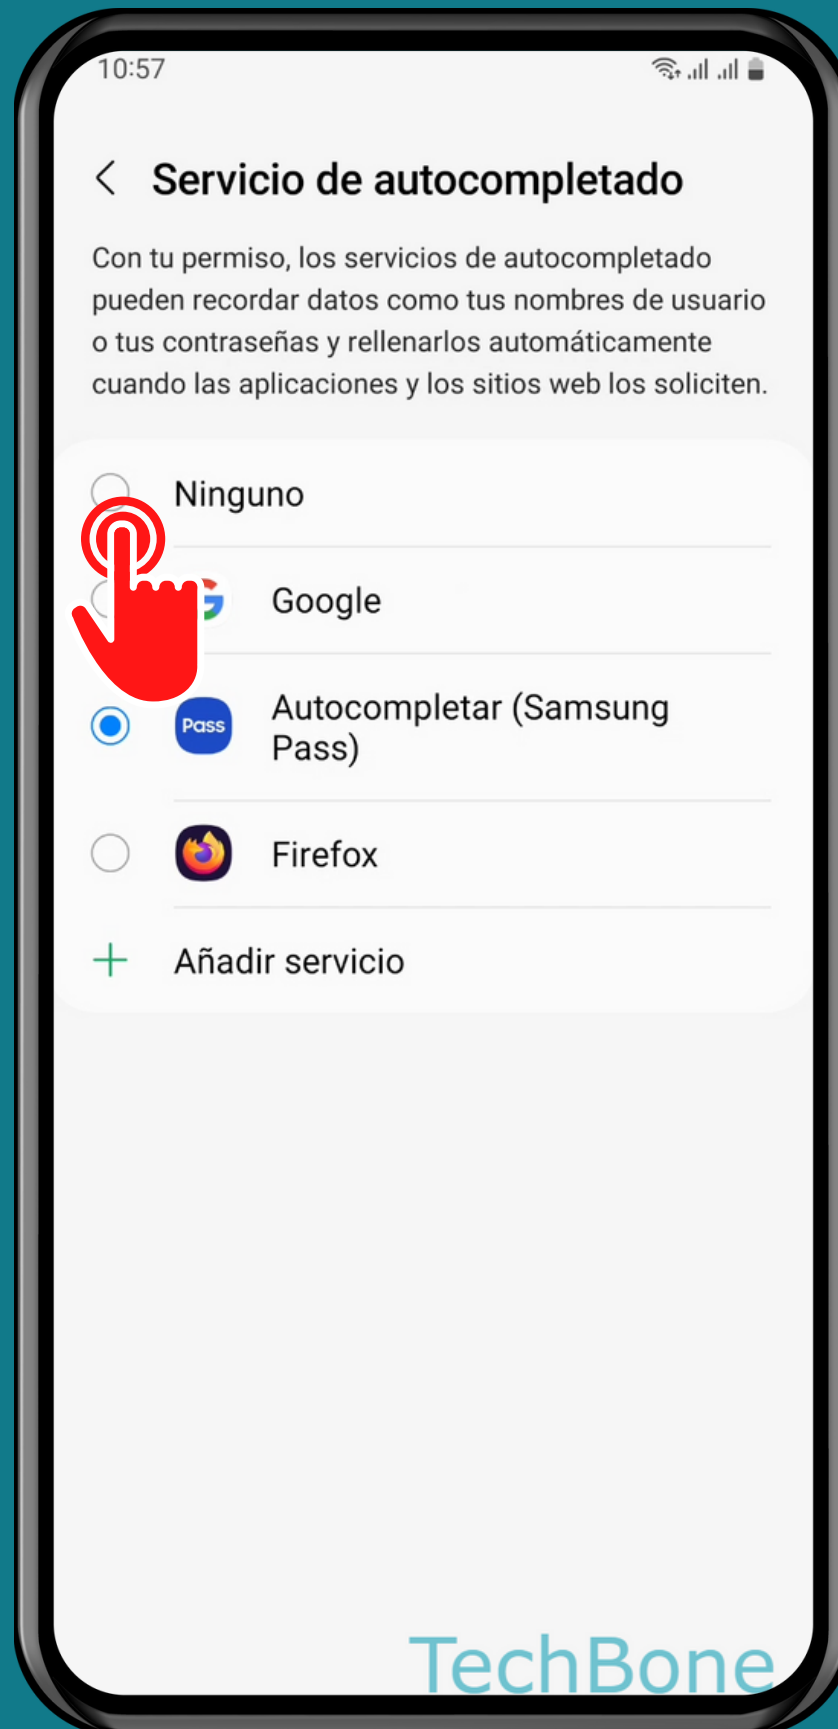 10:57
Servicio de autocompletado
Con tu permiso, los servicios de autocompletado
pueden recordar datos como tus nombres de usuario
o tus contraseñas y rellenarlos automáticamente
cuando las aplicaciones y los sitios web los soliciten.
Ninguno
Google
Autocompletar (Samsung
Pass)
Pass
Firefox
Añadir servicio
TechBone